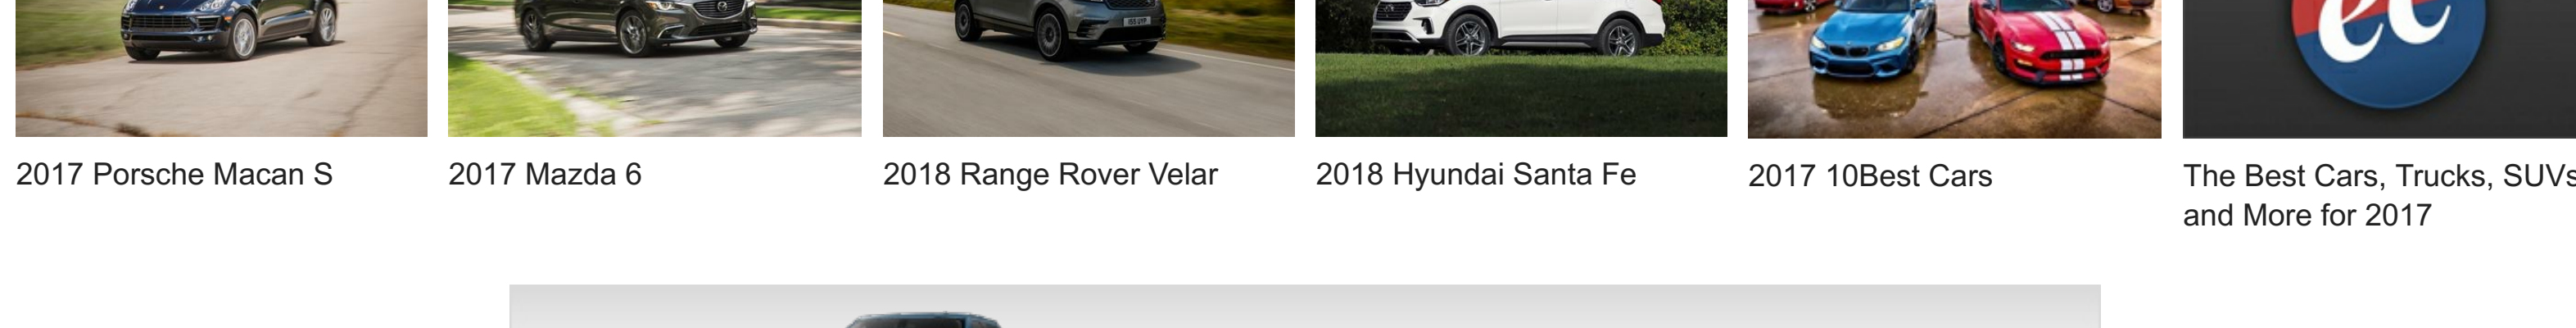 2017 Porsche Macan S
2017 Mazda 6
2018 Range Rover Velar
2018 Hyundai Santa Fe
2017 10Best Cars
The Best Cars, Trucks, SUVs
and More for 2017
ec